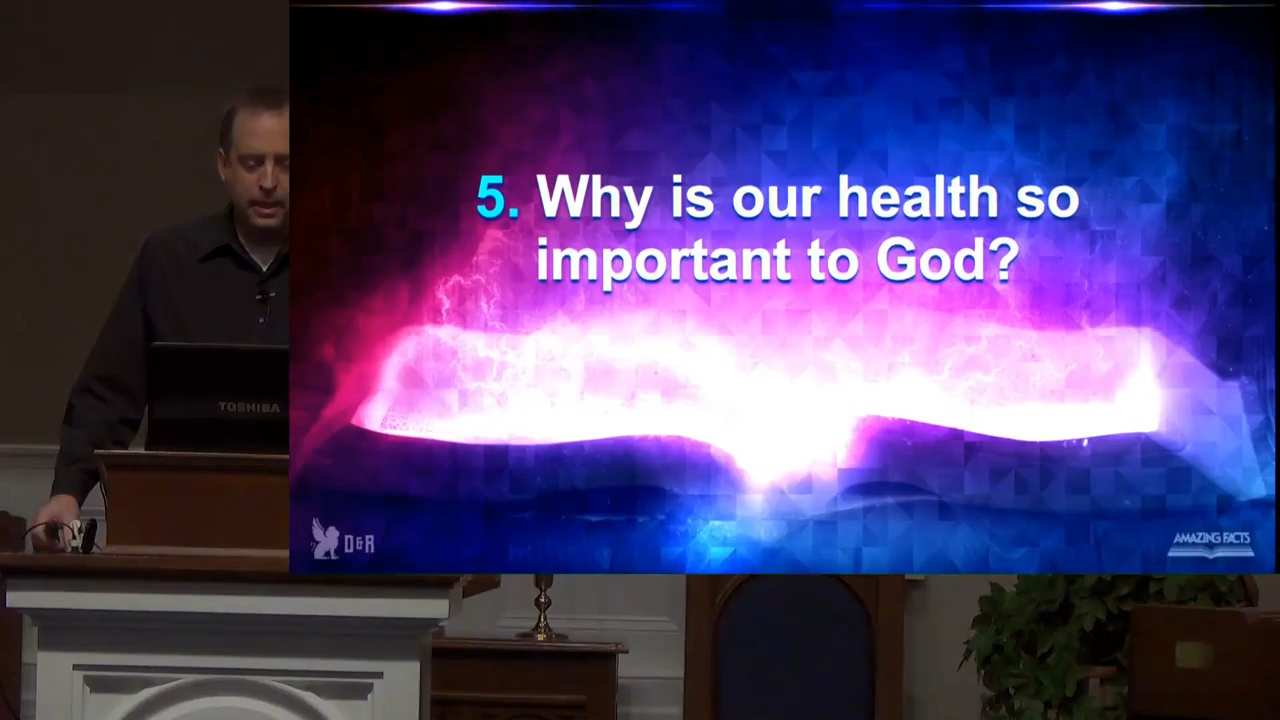 5. Why is our health so
important to God?
TOSHIBA
D&R
AMAZING FACTS